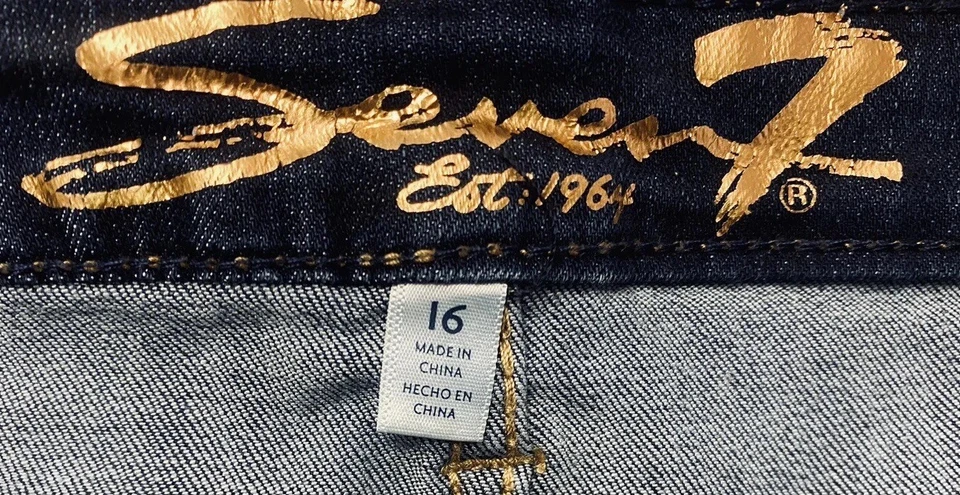 Seven7
Est: 1964
®
16
MADE IN
CHINA
HECHO EN
CHINA